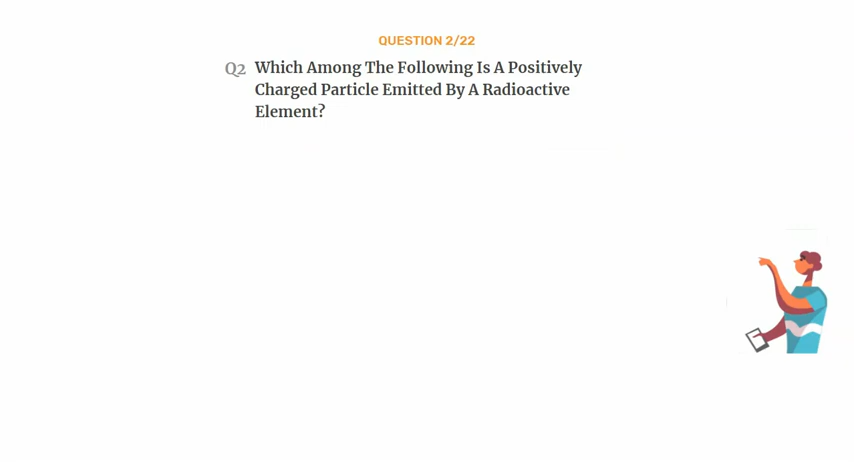 QUESTION 2/22
Q2 Which Among The Following Is A Positively
Charged Particle Emitted By A Radioactive
Element?